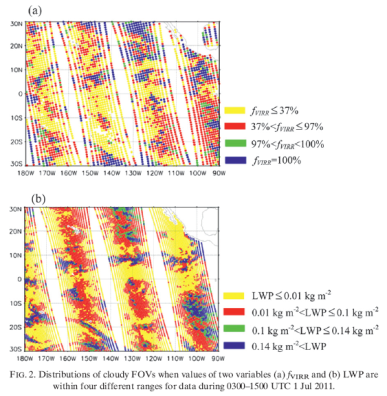 (a)
30N
20N
10N
0
10S
20S
30S
180W 170W 160W 150W 140W 130W 120W 110W 100W 90W
fVIRR ≤ 37%
37%<fVIRR ≤ 97%
97%<fVIRR<100%
fVIRR=100%
(b)
30N
20N
10N
0
10S
20S
30S
180W 170W 160W 150W 140W 130W 120W 110W 100W 90W
LWP ≤ 0.01 kg m-2
0.01 kg m-2<LWP ≤ 0.1 kg m-2
0.1 kg m-2<LWP ≤ 0.14 kg m-2
0.14 kg m-2<LWP
FIG. 2. Distributions of cloudy FOVs when values of two variables (a) fVIRR and (b) LWP are
within four different ranges for data during 0300–1500 UTC 1 Jul 2011.